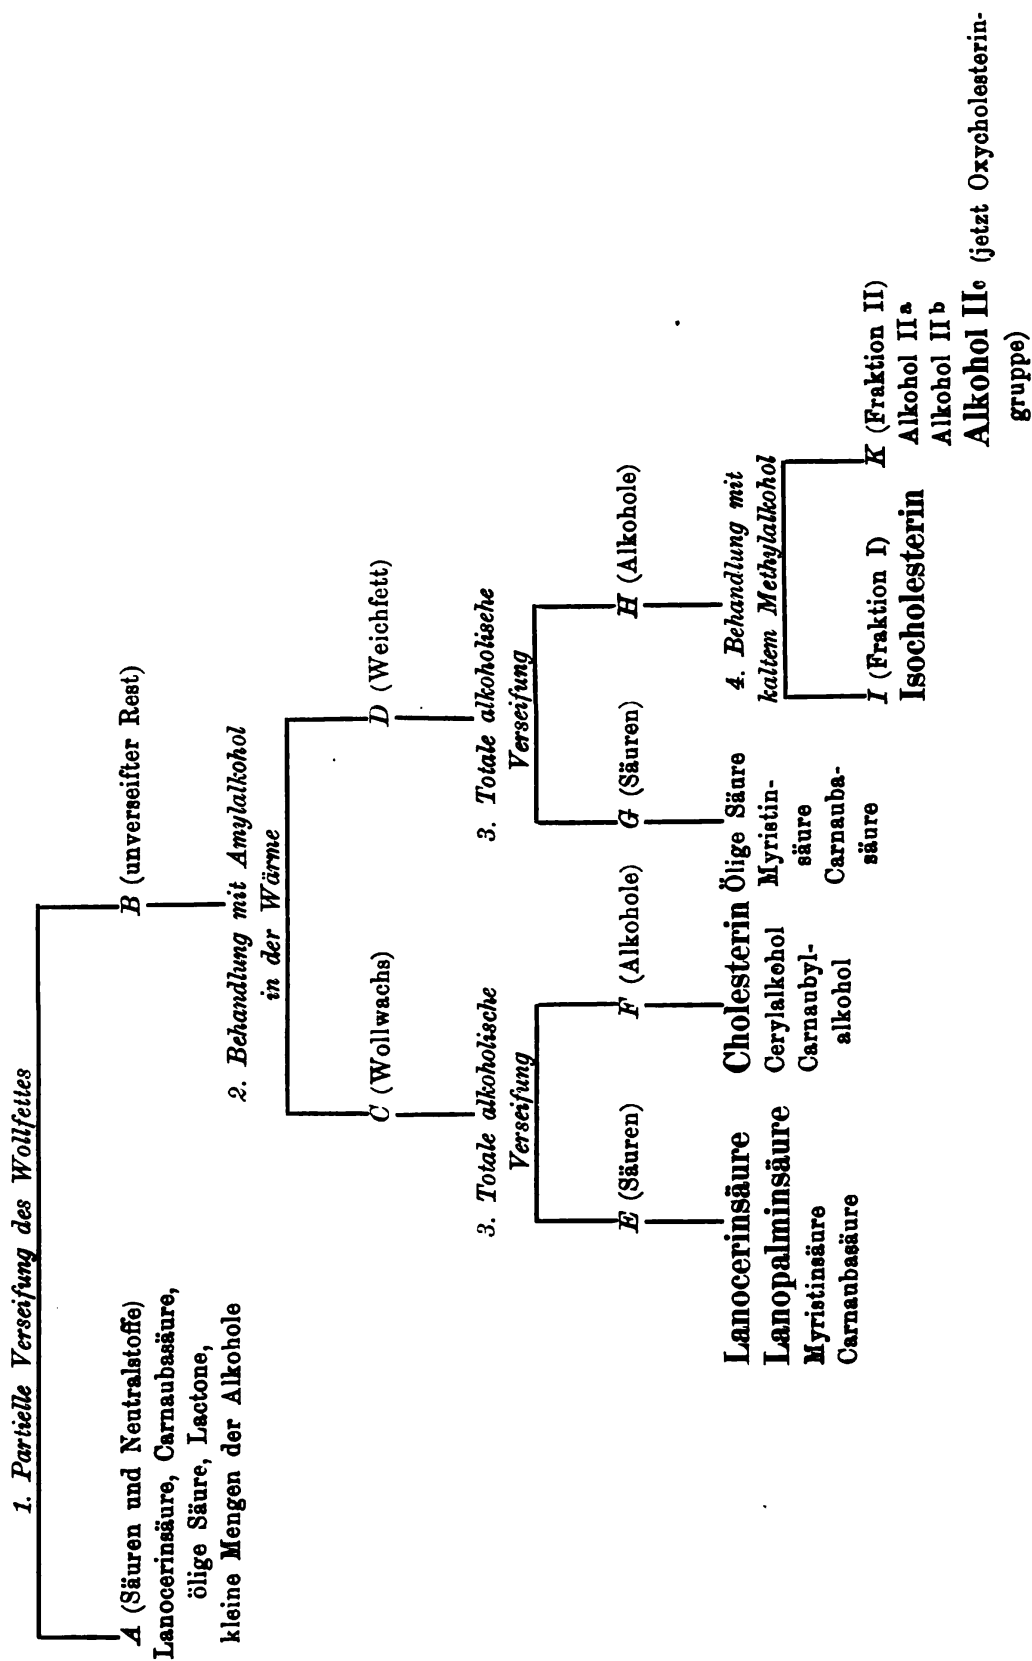 1. Partielle Verseifung des Wollfettes
A (Säuren und Neutralstoffe)
Lanocerinsäure, Carnaubasäure,
ölige Säure, Lactone,
kleine Mengen der Alkohole
B (unverseifter Rest)
2. Behandlung mit Amylalkohol
in der Wärme
C (Wollwachs)
D (Weichfett)
3. Totale alkoholische
Verseifung
3. Totale alkoholische
Verseifung
E (Säuren)
Lanocerinsäure
Lanopalminsäure
Myristinsäure
Carnaubasäure
F (Alkohole)
Cholesterin
Cerylalkohol
Carnaubyl-
alkohol
G (Säuren)
Ölige Säure
Myristin-
säure
Carnauba-
säure
H (Alkohole)
4. Behandlung mit
kaltem Methylalkohol
I (Fraktion I)
Isocholesterin
K (Fraktion II)
Alkohol IIa
Alkohol IIb
Alkohol IIc (jetzt Oxycholesterin-
gruppe)